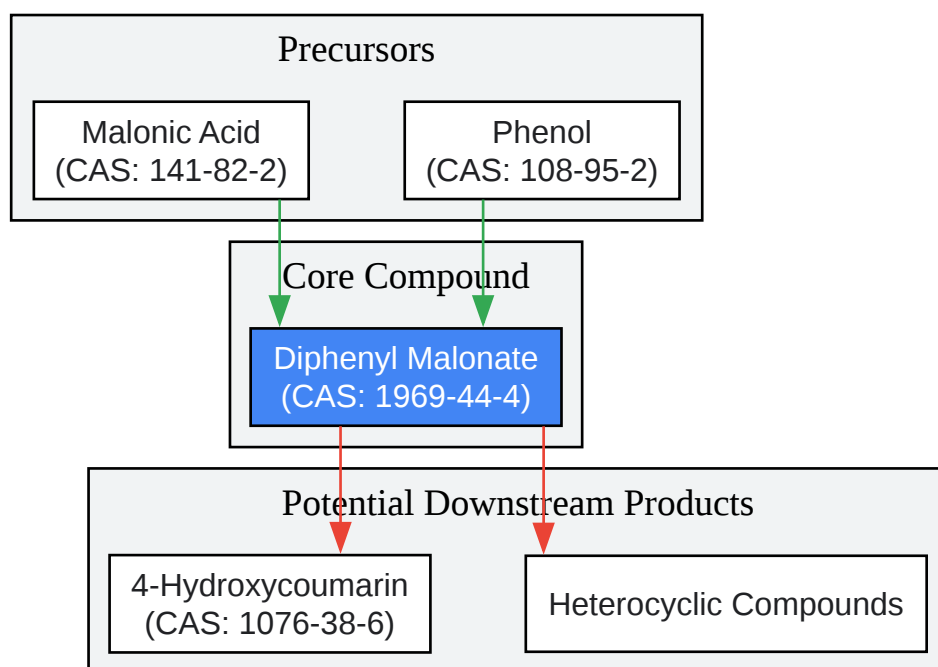 Precursors
Malonic Acid
(CAS: 141-82-2)
Phenol
(CAS: 108-95-2)
Core Compound
Diphenyl Malonate
(CAS: 1969-44-4)
Potential Downstream Products
4-Hydroxycoumarin
(CAS: 1076-38-6)
Heterocyclic Compounds